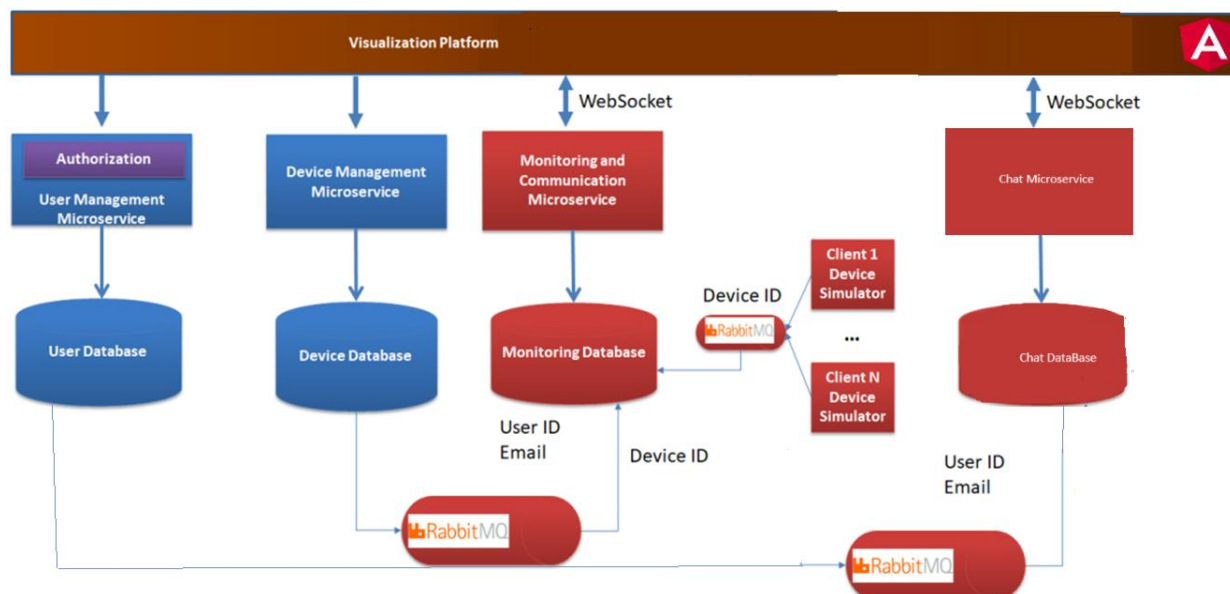 Visualization Platform
A
WebSocket
WebSocket
Authorization
User Management
Microservice
Device Management
Microservice
Monitoring and
Communication
Microservice
Chat Microservice
Client 1
Device
Simulator
Device ID
RabbitMQ
...
Client N
Device
Simulator
User Database
Device Database
Monitoring Database
Chat DataBase
User ID
Email
Device ID
User ID
Email
RabbitMQ
RabbitMQ